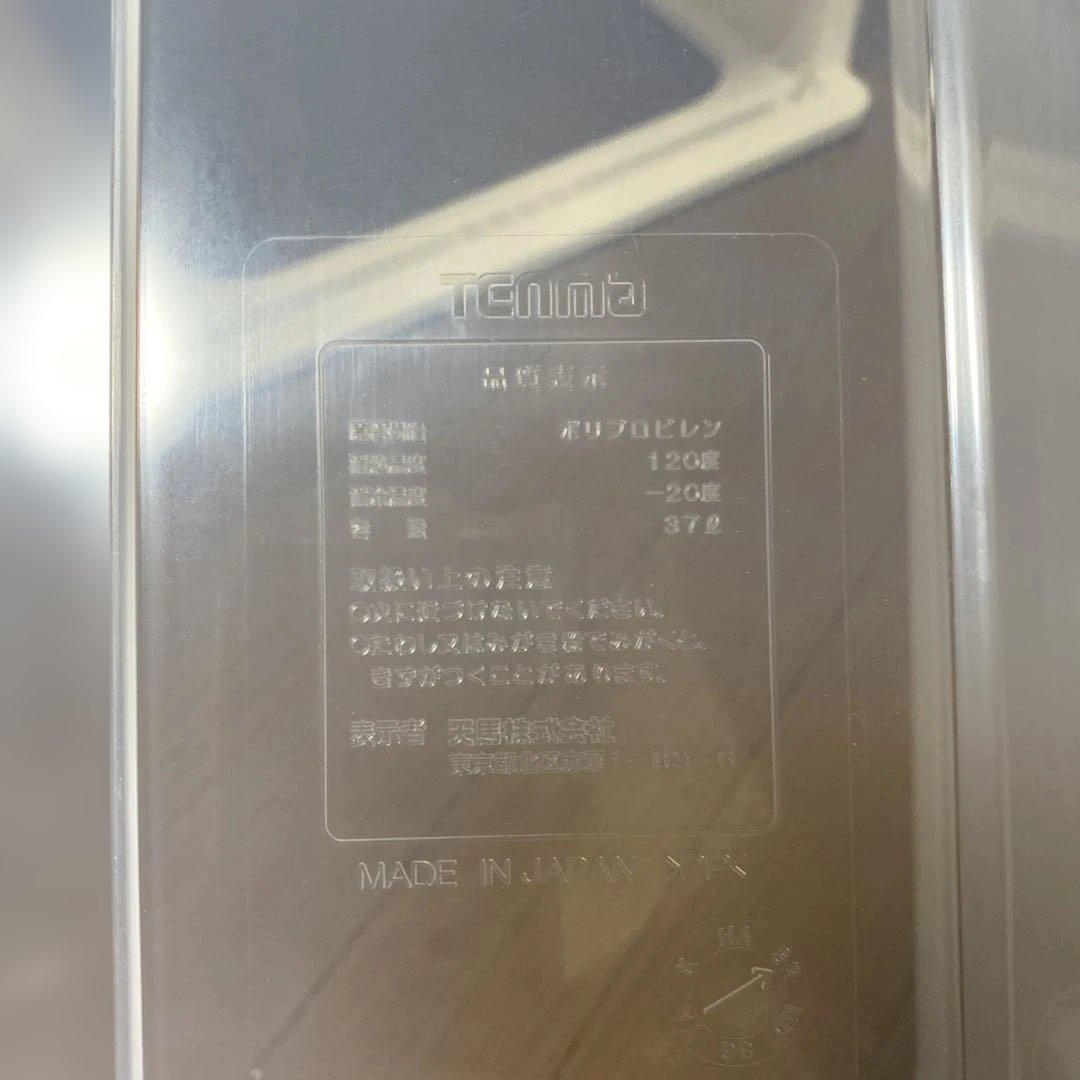 Tenma
品質表示
原料樹脂 ポリプロピレン
耐熱温度 120度
耐冷温度 -20度
容 量 37ℓ
取扱い上の注意
○火に近づけないでください。
○たわし又はみがき粉でみがくと、
きずがつくことがあります。
表示者 天馬株式会社
東京都北区赤羽
MADE IN JAPAN >PP<
HA
K